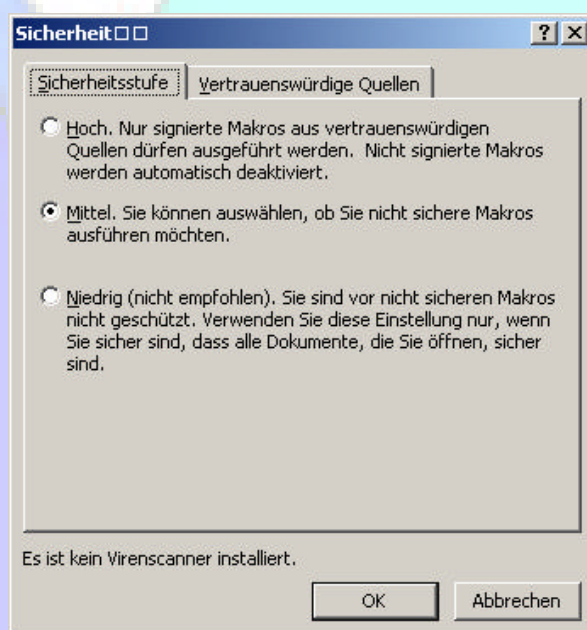 Sicherheit□□
Sicherheitsstufe
Vertrauenswürdige Quellen
Hoch. Nur signierte Makros aus vertrauenswürdigen
Quellen dürfen ausgeführt werden. Nicht signierte Makros
werden automatisch deaktiviert.
Mittel. Sie können auswählen, ob Sie nicht sichere Makros
ausführen möchten.
Niedrig (nicht empfohlen). Sie sind vor nicht sicheren Makros
nicht geschützt. Verwenden Sie diese Einstellung nur, wenn
Sie sicher sind, dass alle Dokumente, die Sie öffnen, sicher
sind.
Es ist kein Virenscanner installiert.
OK
Abbrechen